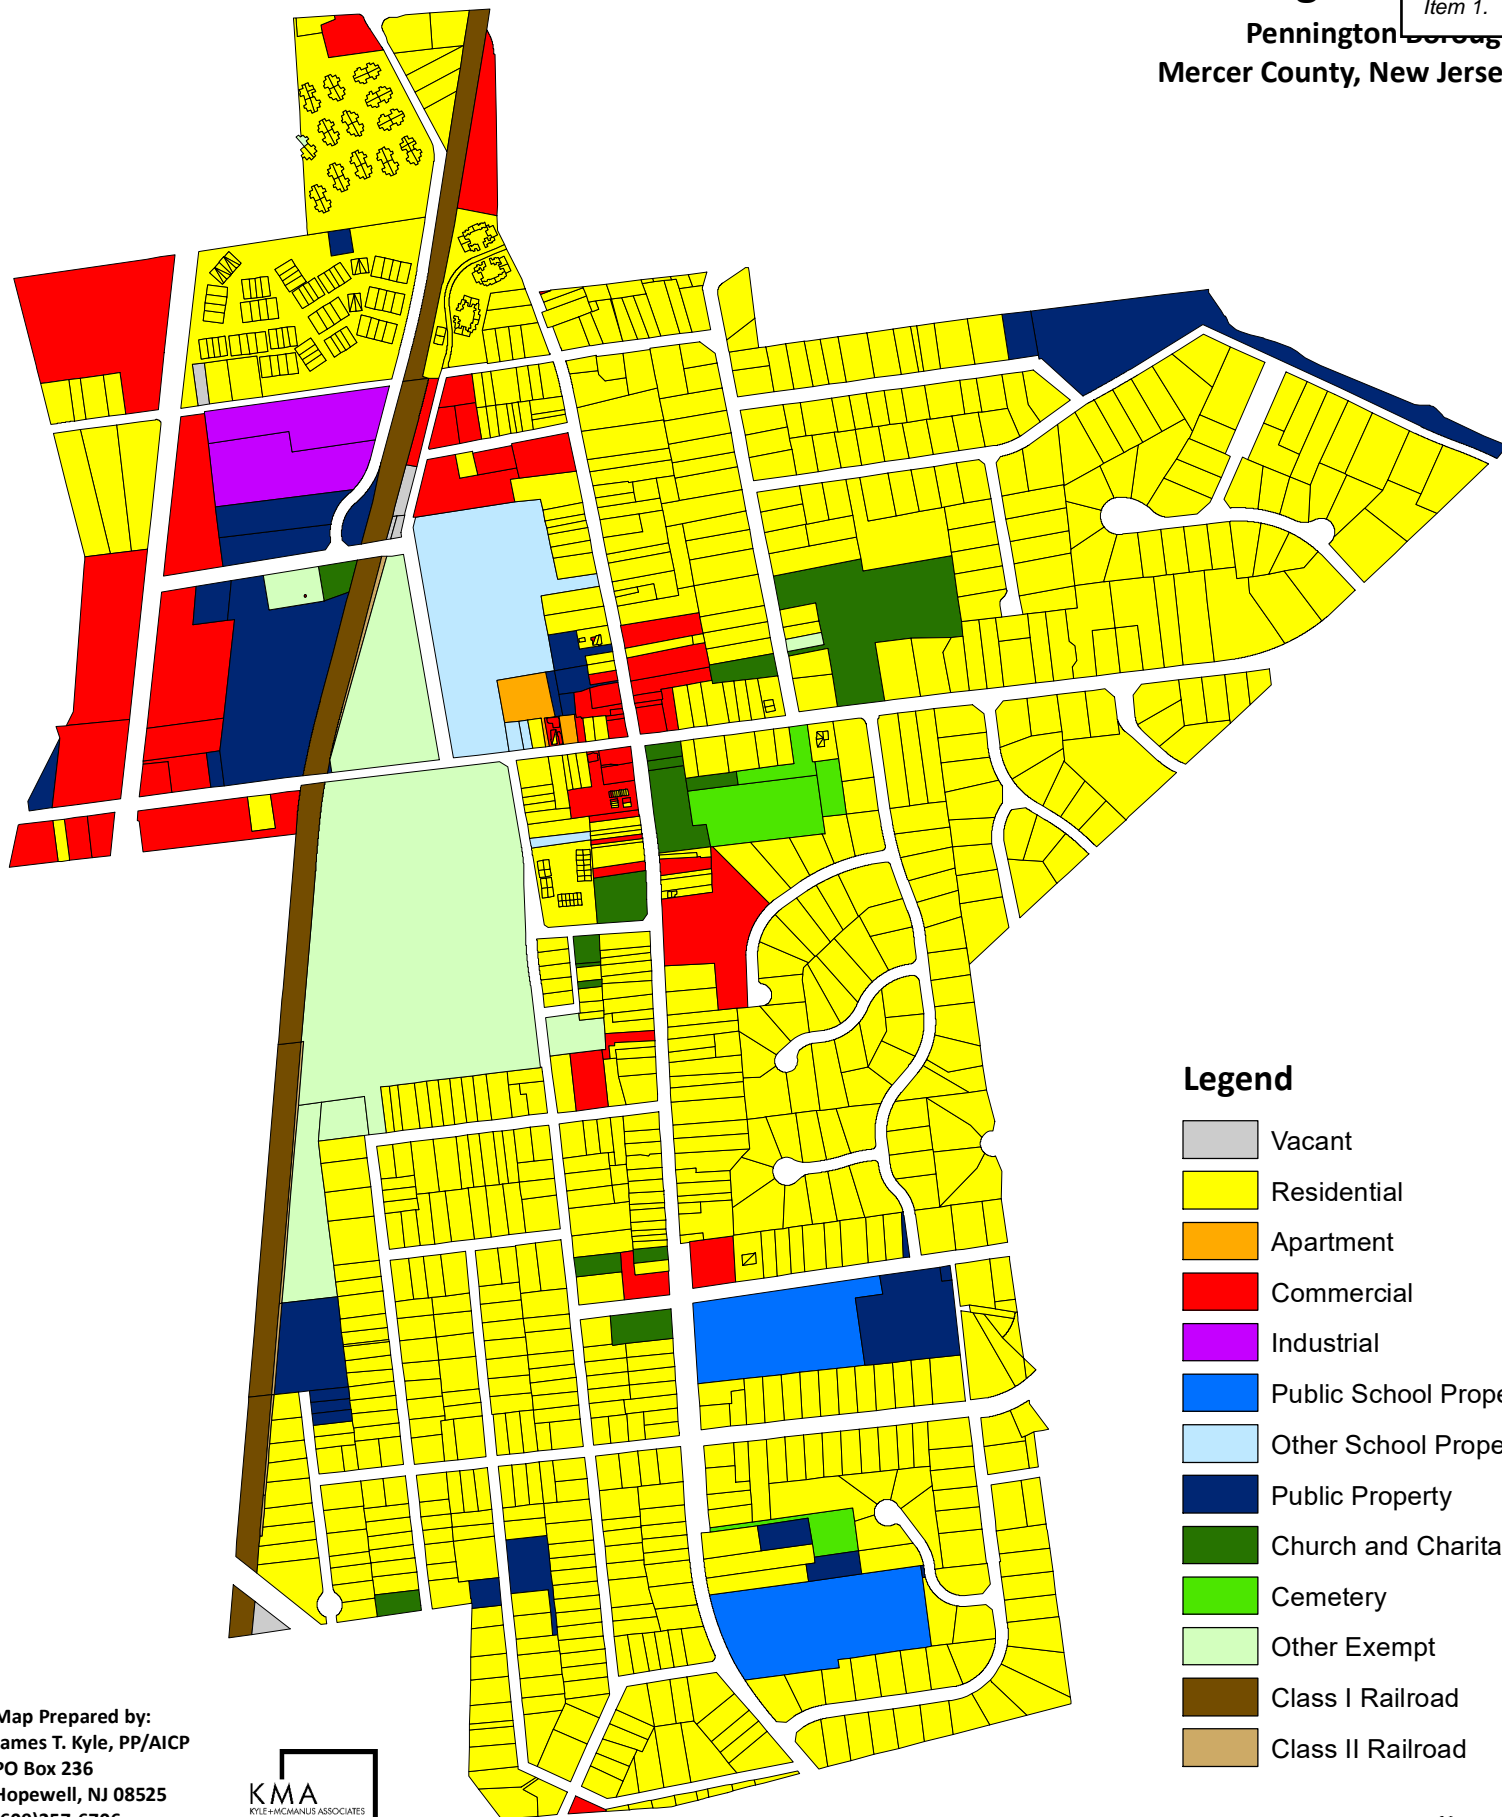 Item 1.
Pennington Boroug
Mercer County, New Jerse
Legend
Vacant
Residential
Apartment
Commercial
Industrial
Public School Prope
Other School Prope
Public Property
Church and Charita
Cemetery
Other Exempt
Class I Railroad
Class II Railroad
Map Prepared by:
ames T. Kyle, PP/AICP
PO Box 236
Hopewell, NJ 08525
KMA
KYLE+MCMANUS ASSOCIATES